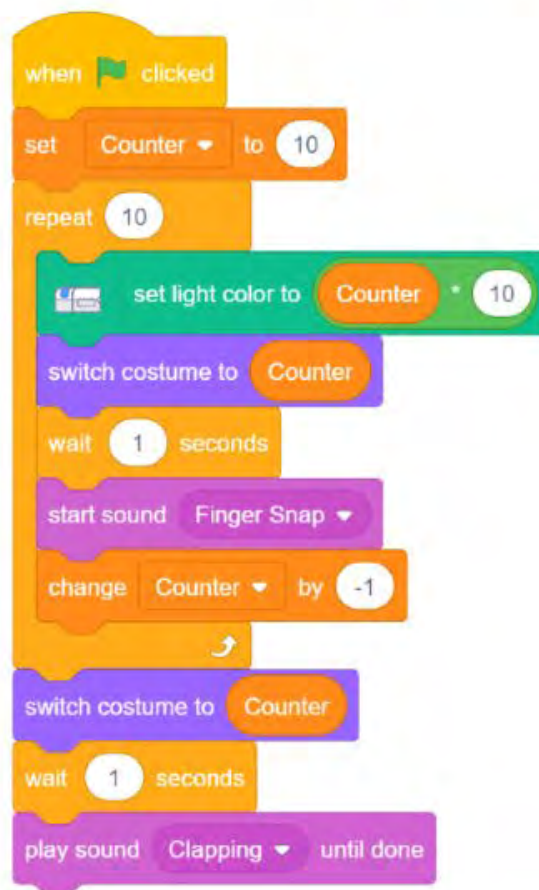 when clicked
set Counter to 10
repeat 10
set light color to Counter * 10
switch costume to Counter
wait 1 seconds
start sound Finger Snap
change Counter by -1
switch costume to Counter
wait 1 seconds
play sound Clapping until done